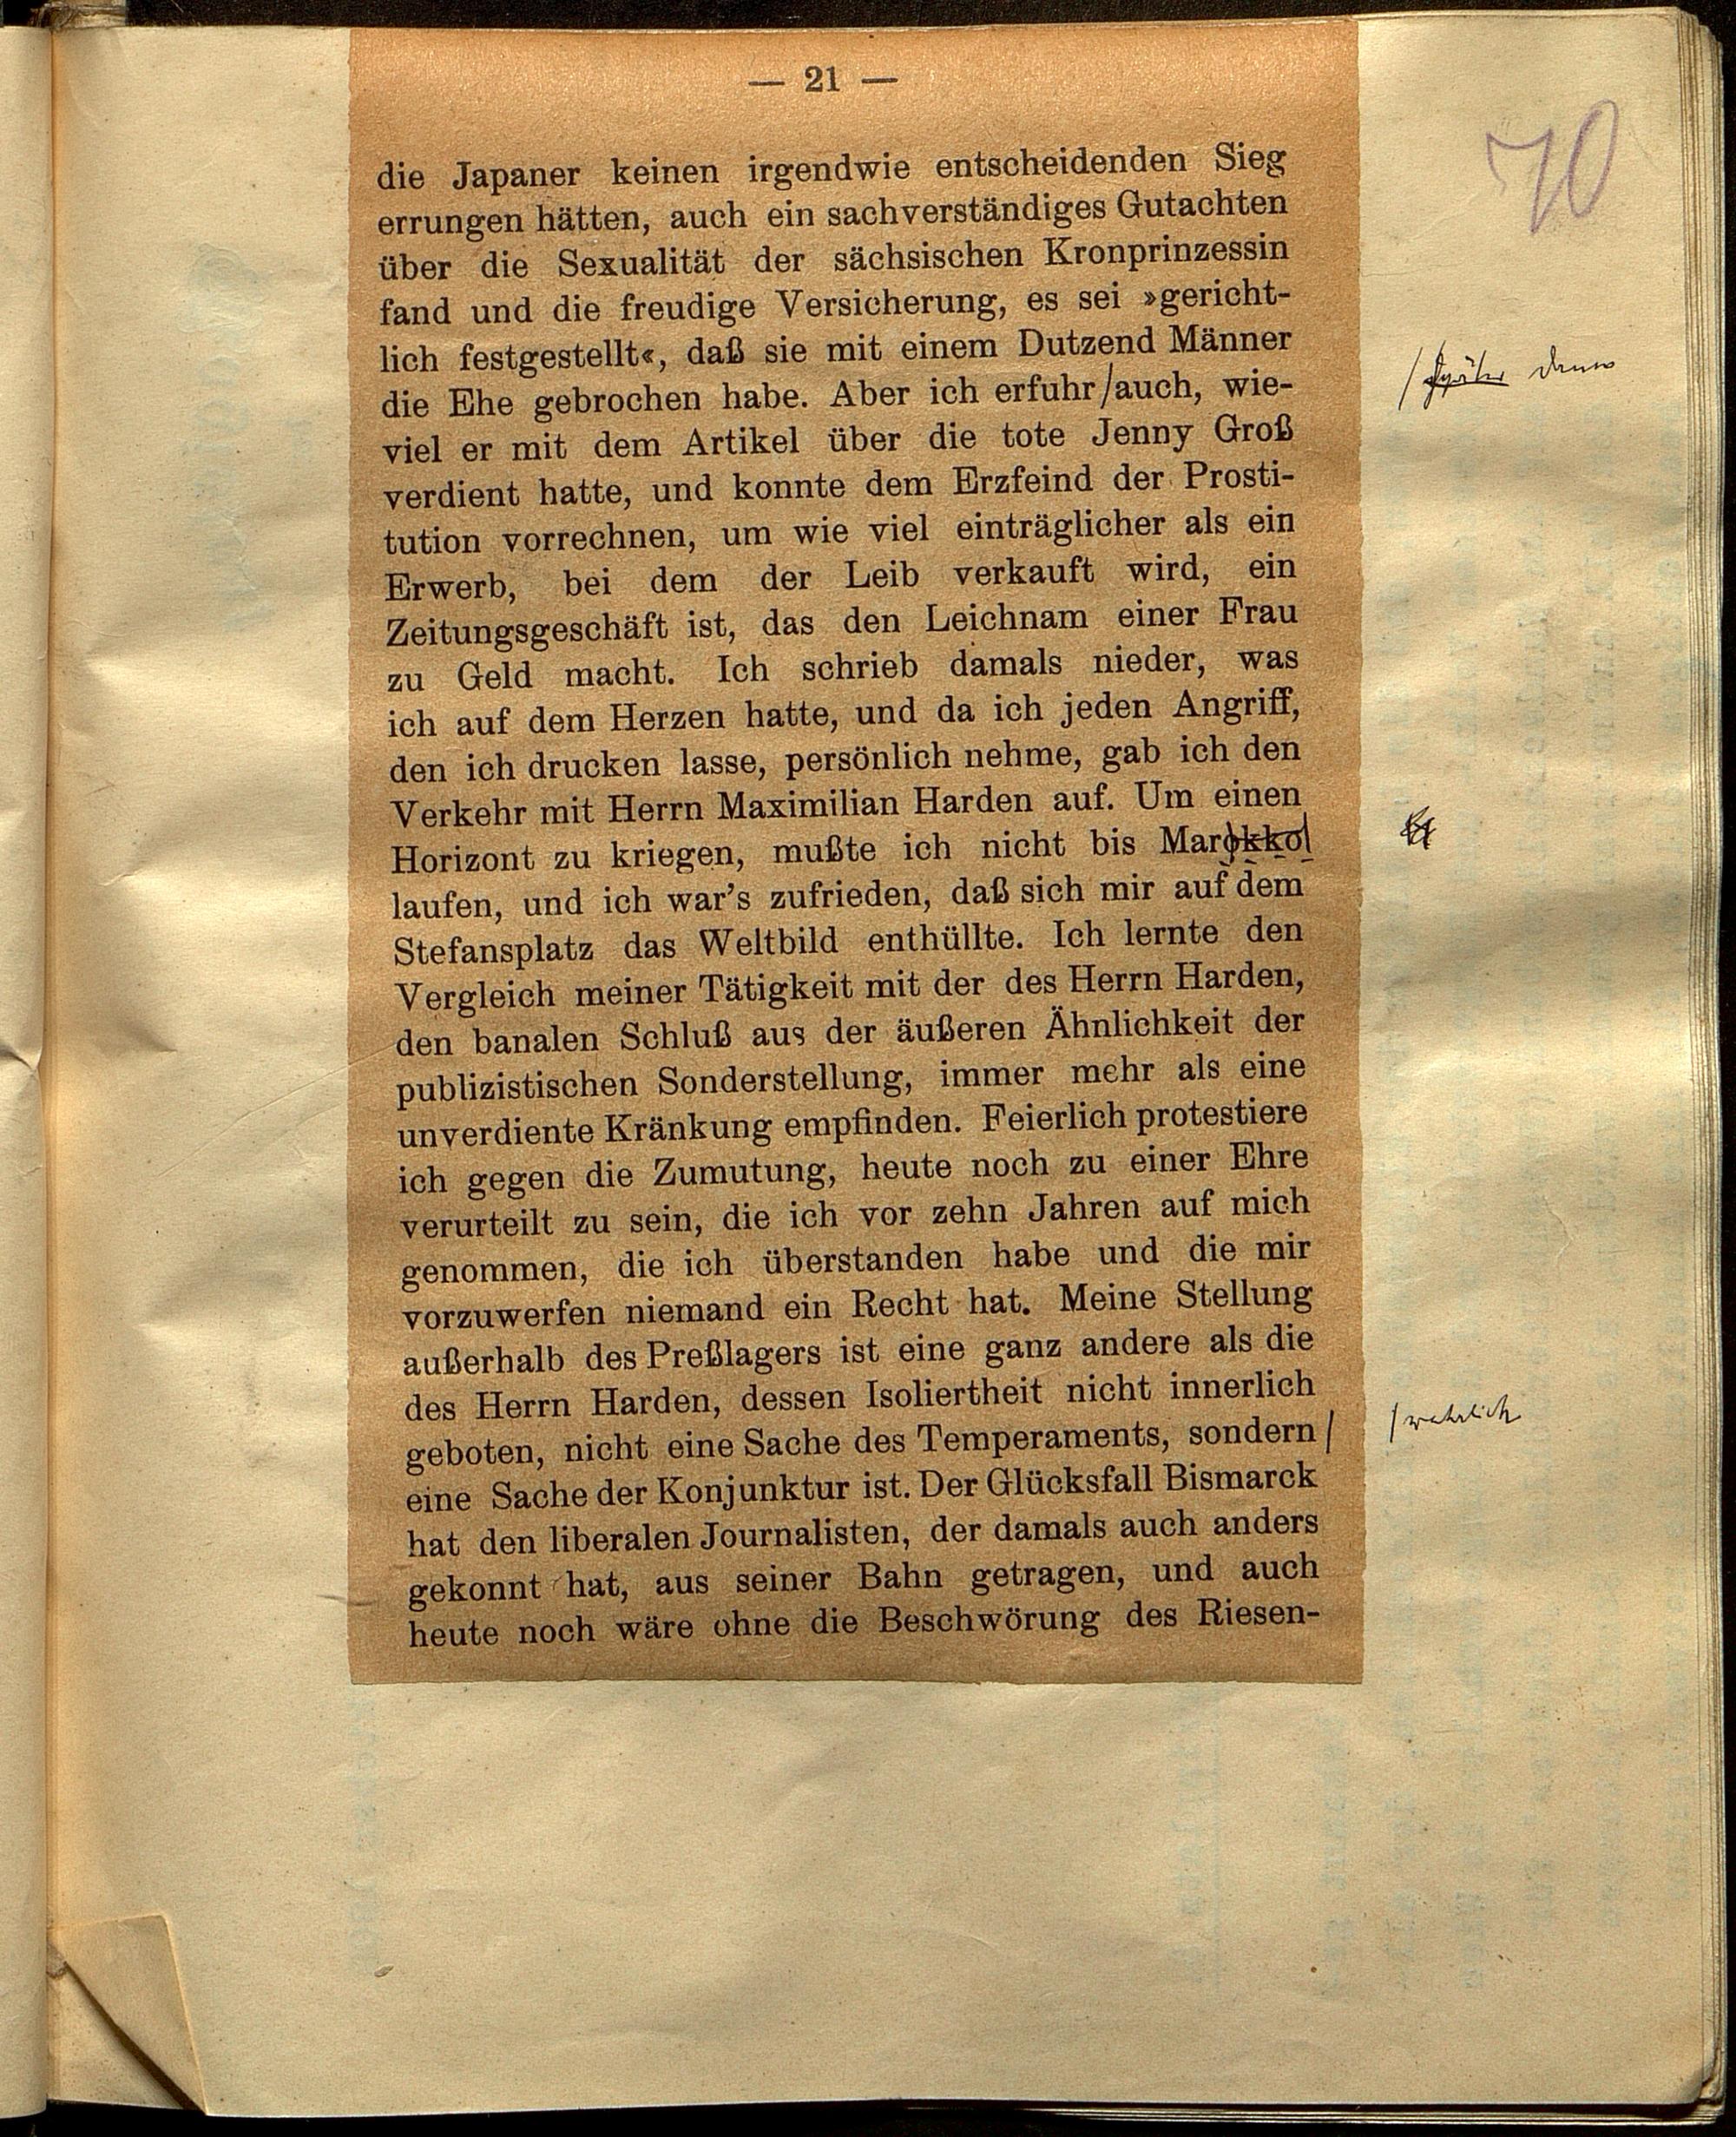 — 21 —
70
die Japaner keinen irgendwie entscheidenden Sieg
errungen hätten, auch ein sachverständiges Gutachten
über die Sexualität der sächsischen Kronprinzessin
fand und die freudige Versicherung, es sei »gericht-
lich festgestellt«, daß sie mit einem Dutzend Männer
/ später dann
die Ehe gebrochen habe. Aber ich erfuhr/auch, wie-
viel er mit dem Artikel über die tote Jenny Groß
verdient hatte, und konnte dem Erzfeind der Prosti-
tution vorrechnen, um wie viel einträglicher als ein
Erwerb, bei dem der Leib verkauft wird, ein
Zeitungsgeschäft ist, das den Leichnam einer Frau
zu Geld macht. Ich schrieb damals nieder, was
ich auf dem Herzen hatte, und da ich jeden Angriff,
den ich drucken lasse, persönlich nehme, gab ich den
Verkehr mit Herrn Maximilian Harden auf. Um einen
Horizont zu kriegen, mußte ich nicht bis Marokko
laufen, und ich war's zufrieden, daß sich mir auf dem
Stefansplatz das Weltbild enthüllte. Ich lernte den
Vergleich meiner Tätigkeit mit der des Herrn Harden,
den banalen Schluß aus der äußeren Ähnlichkeit der
publizistischen Sonderstellung, immer mehr als eine
unverdiente Kränkung empfinden. Feierlich protestiere
ich gegen die Zumutung, heute noch zu einer Ehre
verurteilt zu sein, die ich vor zehn Jahren auf mich
genommen, die ich überstanden habe und die mir
vorzuwerfen niemand ein Recht hat. Meine Stellung
außerhalb des Preßlagers ist eine ganz andere als die
des Herrn Harden, dessen Isoliertheit nicht innerlich
geboten, nicht eine Sache des Temperaments, sondern/
/ wahrlich
eine Sache der Konjunktur ist. Der Glücksfall Bismarck
hat den liberalen Journalisten, der damals auch anders
gekonnt hat, aus seiner Bahn getragen, und auch
heute noch wäre ohne die Beschwörung des Riesen-